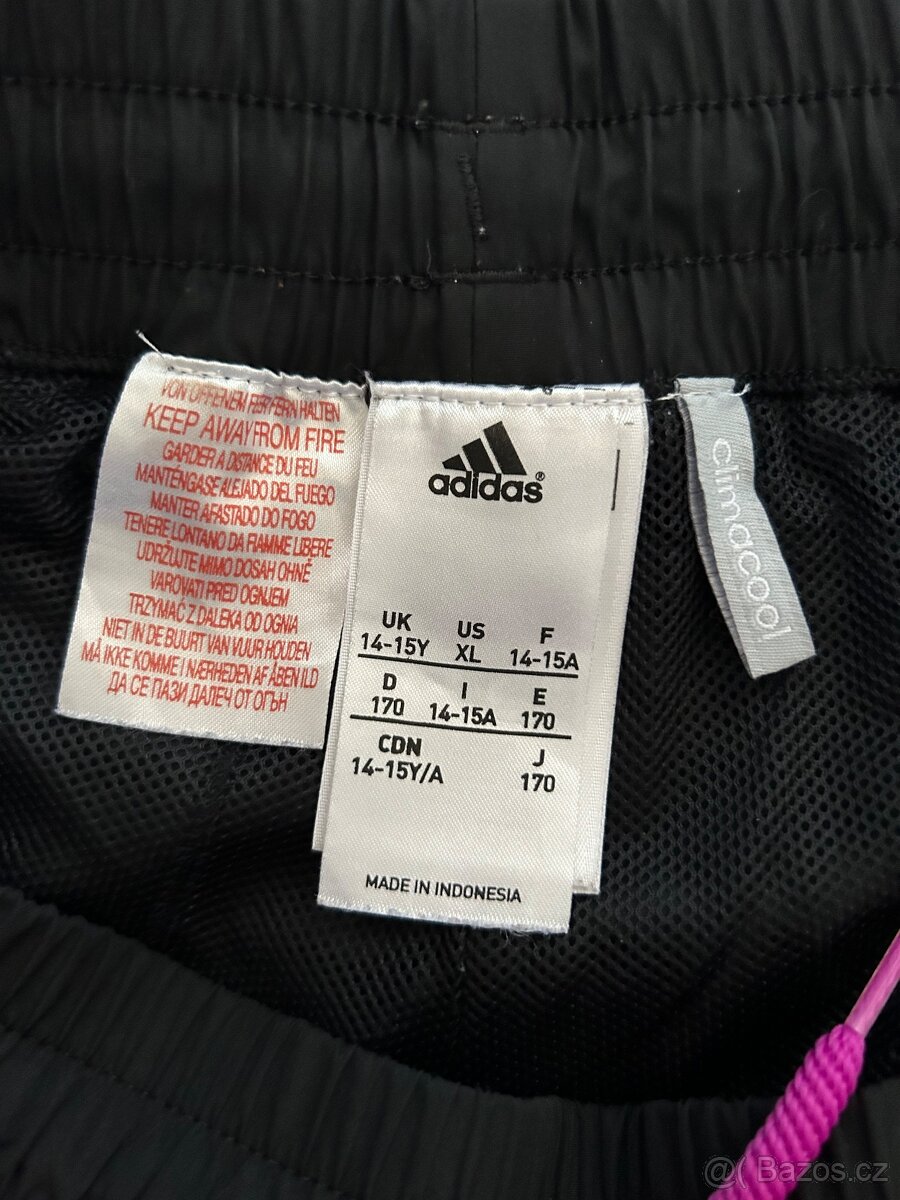 VON OFFENEM FEUER FERN HALTEN
KEEP AWAY FROM FIRE
GARDER A DISTANCE DU FEU
MANTÉNGASE ALEJADO DEL FUEGO
MANTER AFASTADO DO FOGO
TENERE LONTANO DA FIAMME LIBERE
UDRŽUJTE MIMO DOSAH OHNĚ
VAROVATI PRED OGNJEM
TRZYMAĆ Z DALEKA OD OGNIA
NIET IN DE BUURT VAN VUUR HOUDEN
MÅ IKKE KOMME I NÆRHEDEN AF ÅBEN ILD
ДА СЕ ПАЗИ ДАЛЕЧ ОТ ОГЪН
adidas®
UK US F
14-15Y XL 14-15A
D I E
170 14-15A 170
CDN J
14-15Y/A 170
MADE IN INDONESIA
climacool
@( Bazos.cz